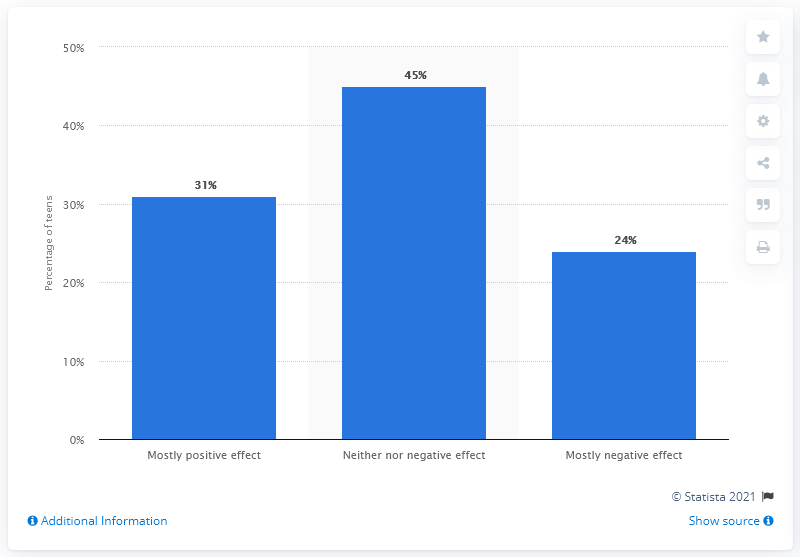 50%
45%
40%
31%
30%
24%
20%
10%
0%
Percentage of teens
Mostly positive effect
Neither nor negative effect
Mostly negative effect
© Statista 2021
Additional Information
Show source